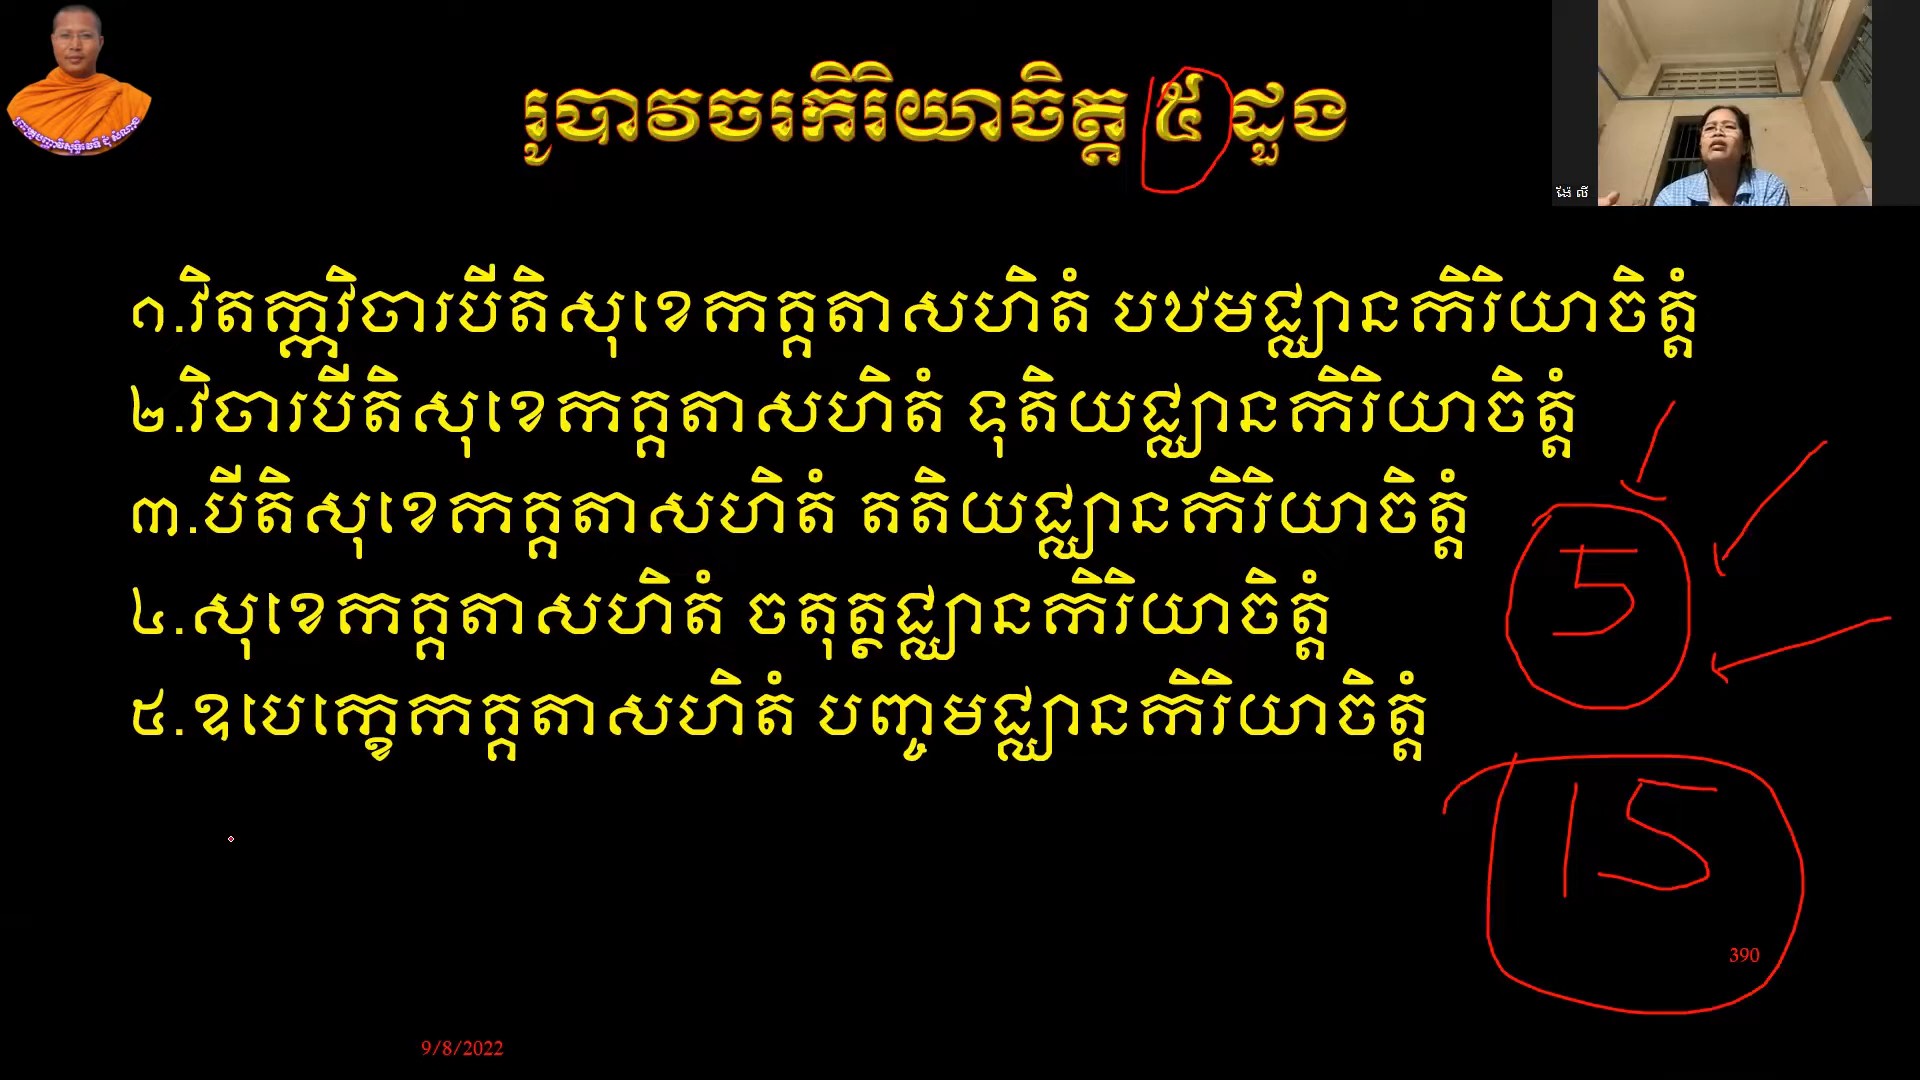 រូបាវចរកិរិយាចិត្ត ៥ ដួង
ង៉ែ លី
១.វិតក្កវិចារបីតិសុខេកគ្គតាសហិតំ បឋមជ្ឈានកិរិយាចិត្តំ
២.វិចារបីតិសុខេកគ្គតាសហិតំ ទុតិយជ្ឈានកិរិយាចិត្តំ
៣.បីតិសុខេកគ្គតាសហិតំ តតិយជ្ឈានកិរិយាចិត្តំ
៤.សុខេកគ្គតាសហិតំ ចតុត្ថជ្ឈានកិរិយាចិត្តំ
៥.ឧបេក្ខេកគ្គតាសហិតំ បញ្ចមជ្ឈានកិរិយាចិត្តំ
5
15
390
9/8/2022